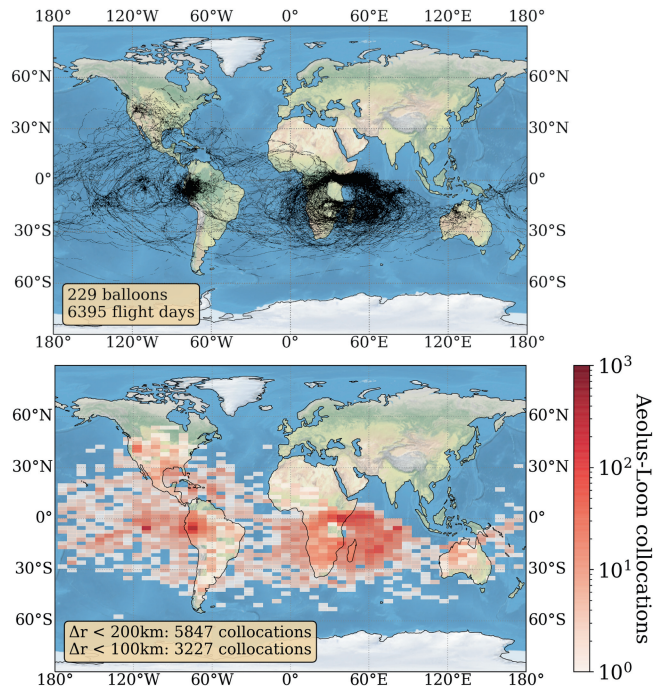 180° 120°W 60°W 0° 60°E 120°E 180°
60°N 60°N
30°N 30°N
0° 0°
30°S 30°S
60°S 60°S
229 balloons
6395 flight days
180° 120°W 60°W 0° 60°E 120°E 180°
60°N 60°N
30°N 30°N
0° 0°
30°S 30°S
60°S 60°S
Δr < 200km: 5847 collocations
Δr < 100km: 3227 collocations
180° 120°W 60°W 0° 60°E 120°E 180°
10³
10²
10¹
10⁰
Aeolus-Loon collocations